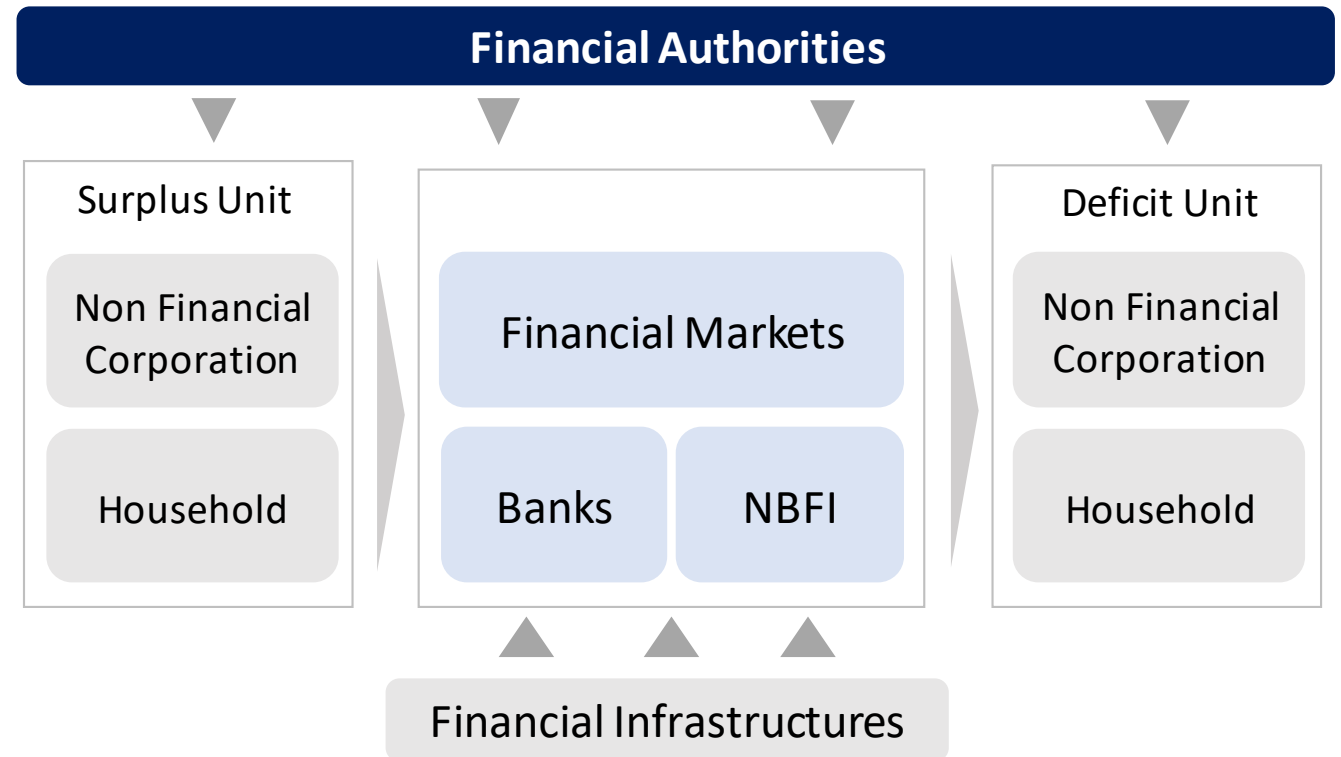 Financial Authorities
Surplus Unit
Non Financial
Corporation
Household
Financial Markets
Banks
NBFI
Deficit Unit
Non Financial
Corporation
Household
Financial Infrastructures